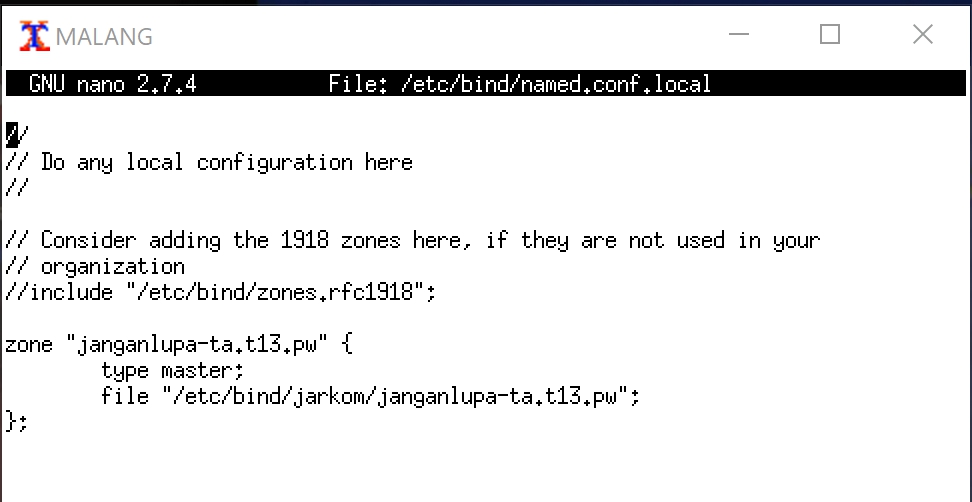 MALANG
GNU nano 2.7.4 File: /etc/bind/named.conf.local
//
// Do any local configuration here
//
// Consider adding the 1918 zones here, if they are not used in your
// organization
//include "/etc/bind/zones.rfc1918";
zone "janganlupa-ta.t13.pw" {
type master;
file "/etc/bind/jarkom/janganlupa-ta.t13.pw";
};